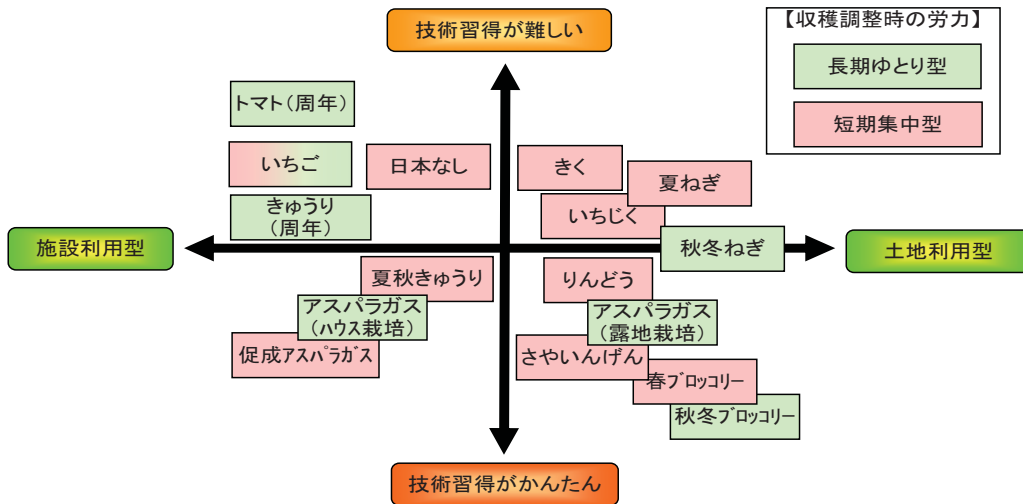 技術習得が難しい
【収穫調整時の労力】
長期ゆとり型
短期集中型
トマト(周年)
いちご
日本なし
きく
夏ねぎ
きゅうり
(周年)
いちじく
施設利用型
秋冬ねぎ
土地利用型
夏秋きゅうり
りんどう
アスパラガス
(ハウス栽培)
アスパラガス
(露地栽培)
促成アスパラガス
さやいんげん
春ブロッコリー
秋冬ブロッコリー
技術習得がかんたん